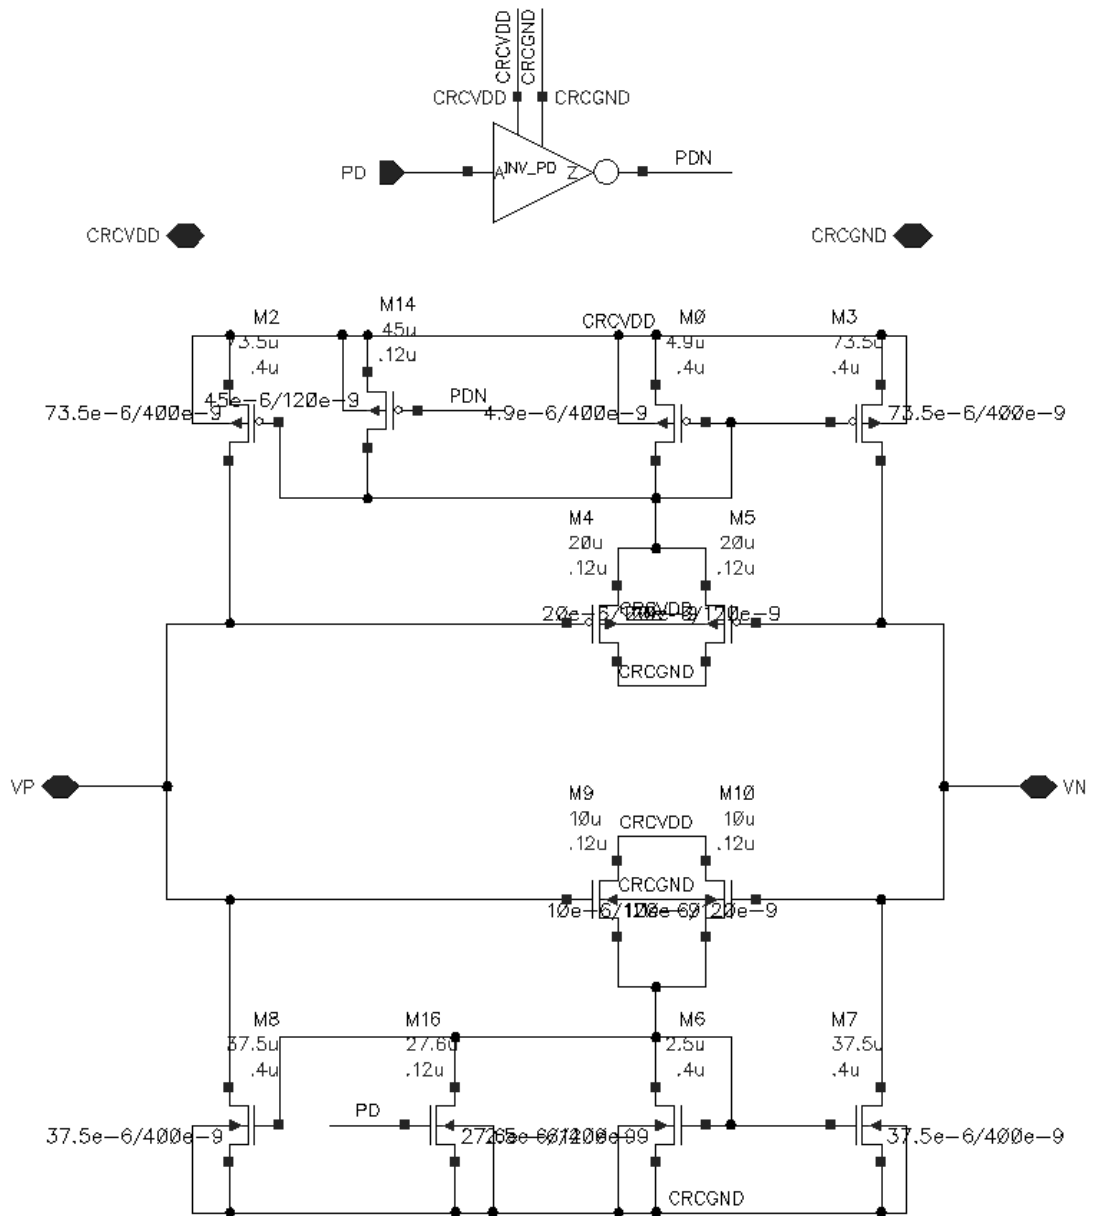 CRCVDD
CRCGND
CRCVDD
CRCGND
PD
A
INV_PD
Z
PDN
CRCVDD
CRCGND
M2
73.5u
.4u
M14
45u
.12u
CRCVDD
MØ
4.9u
.4u
M3
73.5u
.4u
45e-6/120e-9
PDN
73.5e-6/400e-9
4.9e-6/400e-9
73.5e-6/400e-9
M4
20u
.12u
M5
20u
.12u
CRCVDD
CRCGND
VP
VN
M9
10u
.12u
M10
10u
.12u
CRCVDD
CRCGND
M8
37.5u
.4u
M16
27.6u
.12u
M6
2.5u
.4u
M7
37.5u
.4u
PD
37.5e-6/400e-9
37.5e-6/400e-9
CRCGND